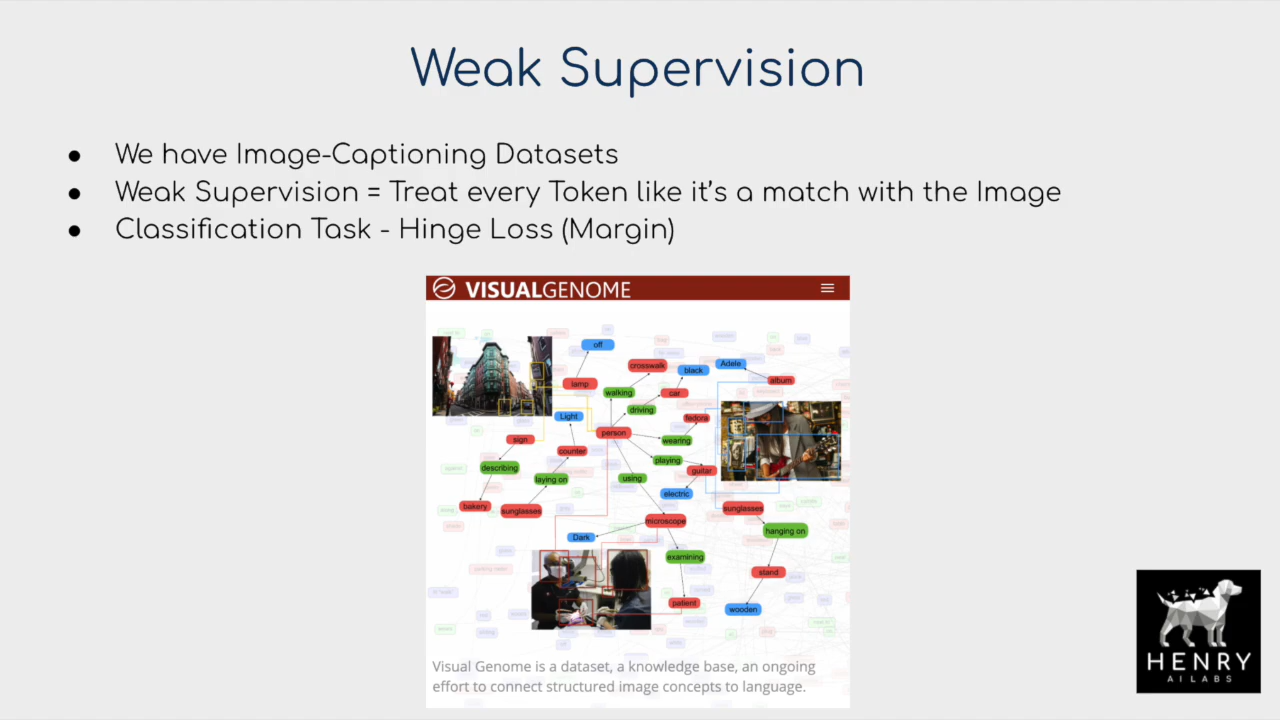 Weak Supervision
● We have Image-Captioning Datasets
● Weak Supervision = Treat every Token like it's a match with the Image
● Classification Task - Hinge Loss (Margin)
VISUALGENOME
off
crosswalk
black
Adele
lamp
album
walking
car
driving
Light
fedora
person
sign
wearing
counter
playing
describing
guitar
laying on
using
electric
bakery
sunglasses
sunglasses
microscope
hanging on
Dark
examining
stand
patient
wooden
Visual Genome is a dataset, a knowledge base, an ongoing
effort to connect structured image concepts to language.
HENRY
AI LABS